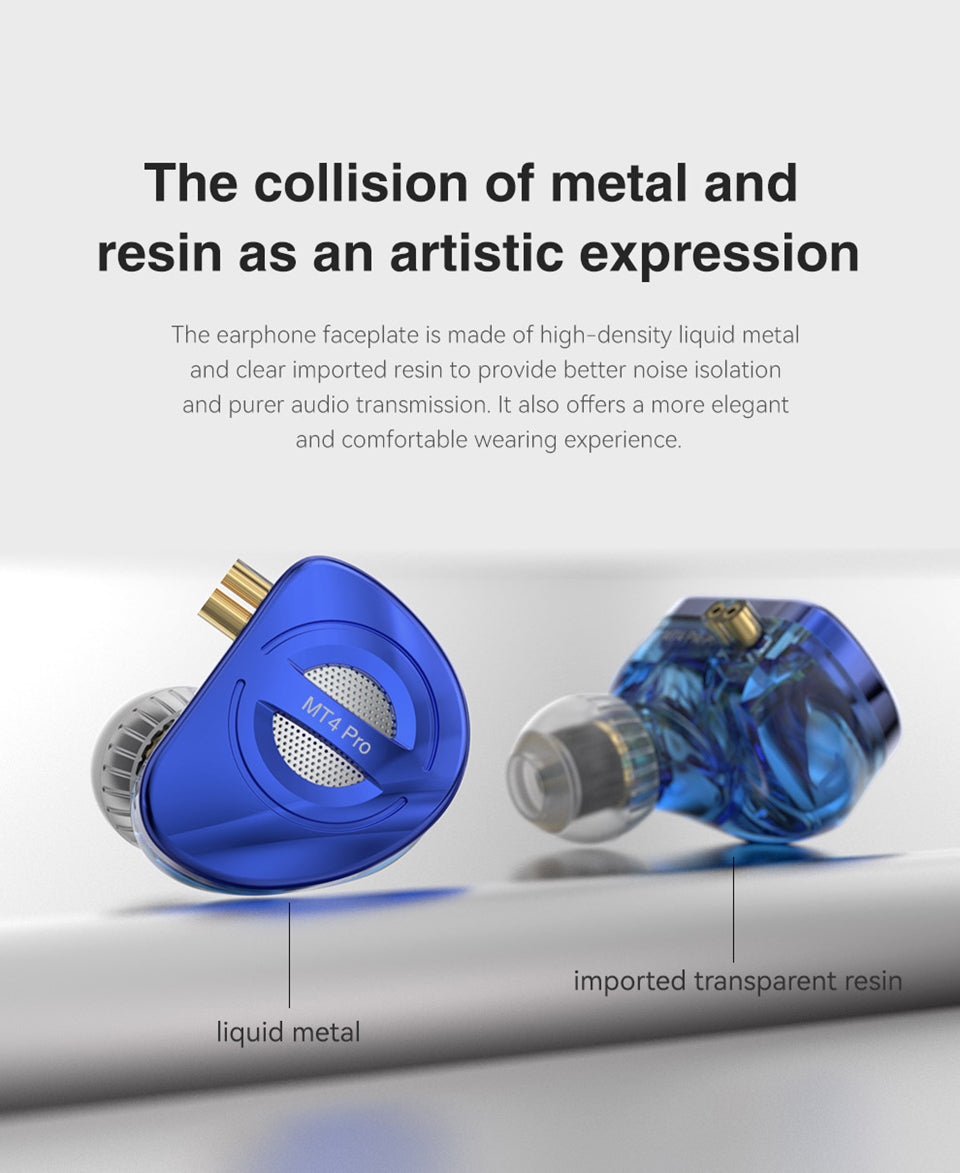 The collision of metal and
resin as an artistic expression
The earphone faceplate is made of high-density liquid metal
and clear imported resin to provide better noise isolation
and purer audio transmission. It also offers a more elegant
and comfortable wearing experience.
MT4 Pro
imported transparent resin
liquid metal